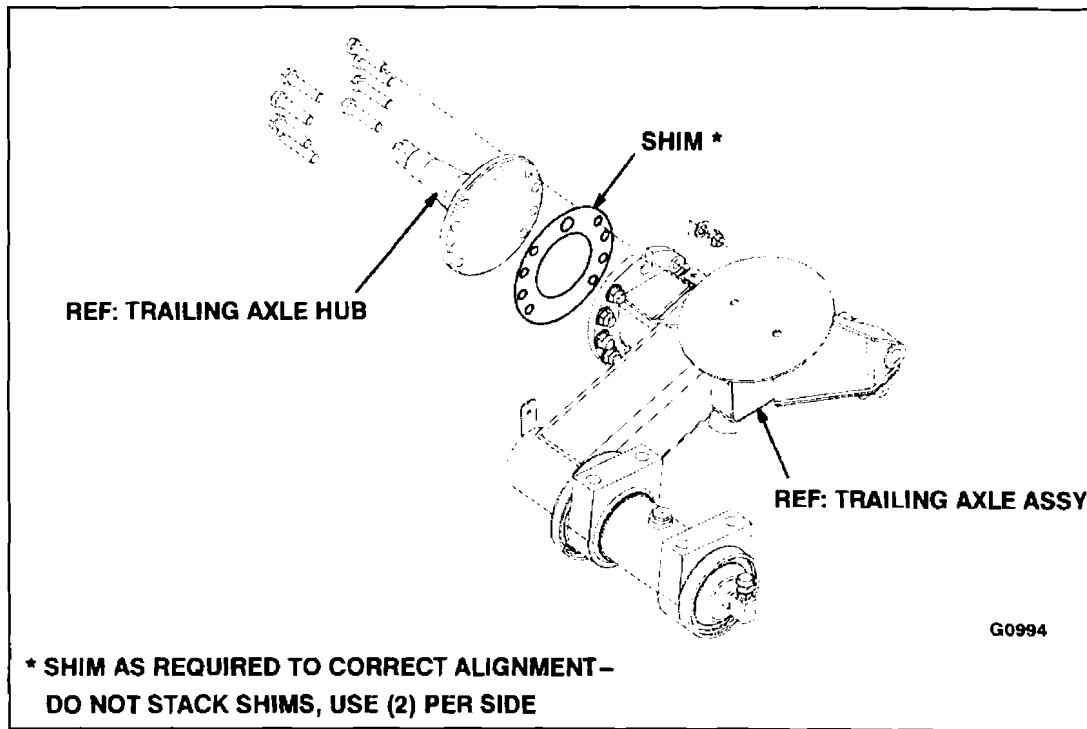 SHIM *
REF: TRAILING AXLE HUB
REF: TRAILING AXLE ASSY
G0994
* SHIM AS REQUIRED TO CORRECT ALIGNMENT–
DO NOT STACK SHIMS, USE (2) PER SIDE